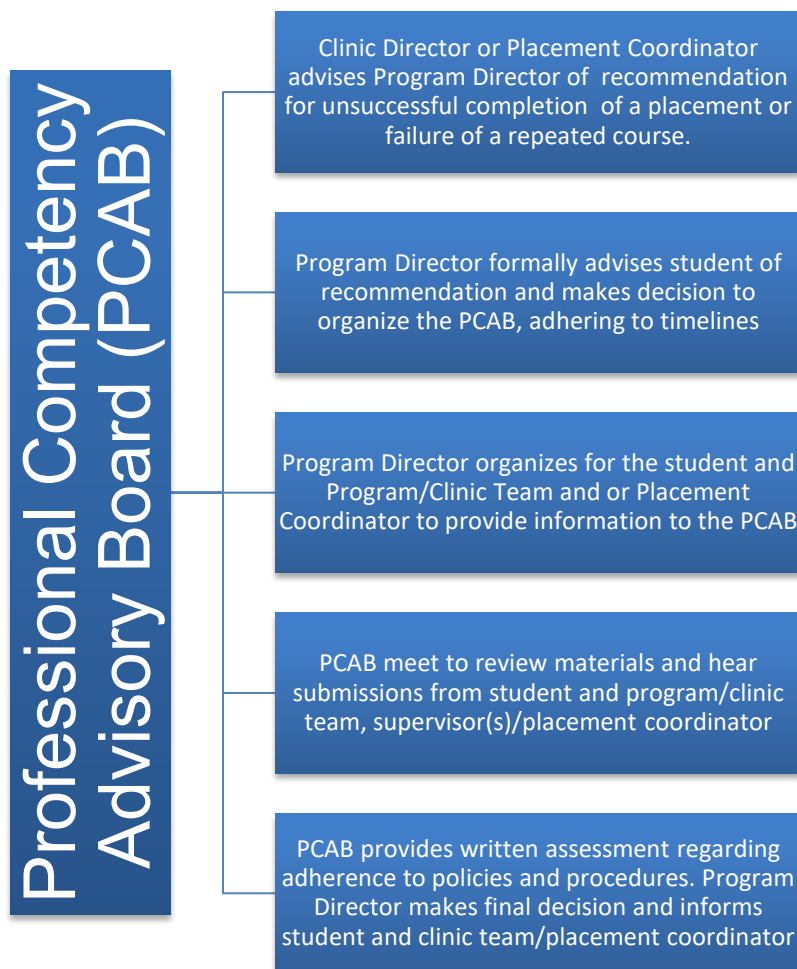 Professional Competency
Advisory Board (PCAB)
Clinic Director or Placement Coordinator
advises Program Director of recommendation
for unsuccessful completion of a placement or
failure of a repeated course.
Program Director formally advises student of
recommendation and makes decision to
organize the PCAB, adhering to timelines
Program Director organizes for the student and
Program/Clinic Team and or Placement
Coordinator to provide information to the PCAB
PCAB meet to review materials and hear
submissions from student and program/clinic
team, supervisor(s)/placement coordinator
PCAB provides written assessment regarding
adherence to policies and procedures. Program
Director makes final decision and informs
student and clinic team/placement coordinator